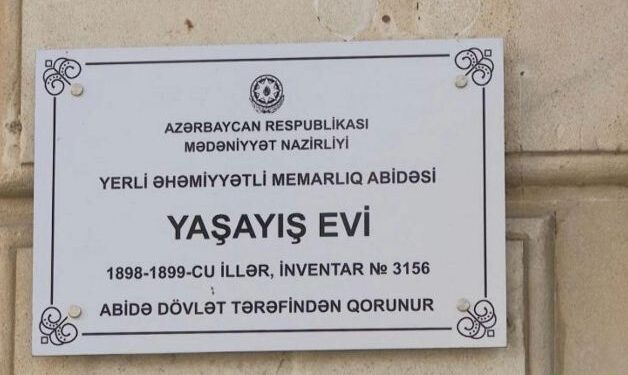 AZƏRBAYCAN RESPUBLİKASI
MƏDƏNİYYƏT NAZİRLİYİ
YERLİ ƏHƏMİYYƏTLİ MEMARLIQ ABİDƏSİ
YAŞAYIŞ EVİ
1898-1899-CU İLLƏR, İNVENTAR № 3156
ABİDƏ DÖVLƏT TƏRƏFİNDƏN QORUNUR